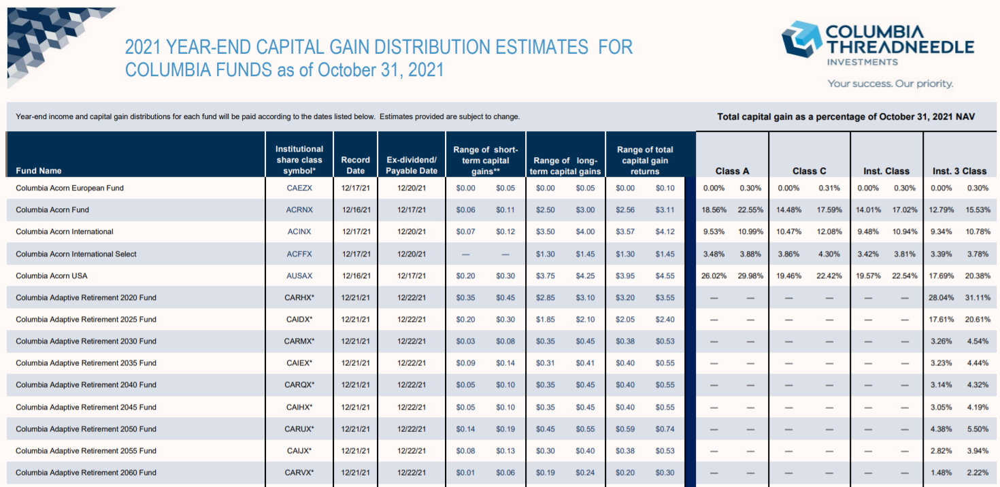 2021 YEAR-END CAPITAL GAIN DISTRIBUTION ESTIMATES FOR
COLUMBIA FUNDS as of October 31, 2021
COLUMBIA
THREADNEEDLE
INVESTMENTS
Your success. Our priority.
Year-end income and capital gain distributions for each fund will be paid according to the dates listed below. Estimates provided are subject to change.
Total capital gain as a percentage of October 31, 2021 NAV
Fund Name
Institutional
share class
symbol*
Record
Date
Ex-dividend/
Payable Date
Range of short-
term capital
gains**
Range of long-
term capital gains
Range of total
capital gain
returns
Class A
Class C
Inst. Class
Inst. 3 Class
Columbia Acorn European Fund CAEZX 12/17/21 12/20/21 $0.00 $0.05 $0.00 $0.05 $0.00 $0.10 0.00% 0.30% 0.00% 0.31% 0.00% 0.30% 0.00% 0.30%
Columbia Acorn Fund ACRNX 12/16/21 12/17/21 $0.06 $0.11 $2.50 $3.00 $2.56 $3.11 18.56% 22.55% 14.48% 17.59% 14.01% 17.02% 12.79% 15.53%
Columbia Acorn International ACINX 12/17/21 12/20/21 $0.07 $0.12 $3.50 $4.00 $3.57 $4.12 9.53% 10.99% 10.47% 12.08% 9.48% 10.94% 9.34% 10.78%
Columbia Acorn International Select ACFFX 12/17/21 12/20/21 — — $1.30 $1.45 $1.30 $1.45 3.48% 3.88% 3.86% 4.30% 3.42% 3.81% 3.39% 3.78%
Columbia Acorn USA AUSAX 12/16/21 12/17/21 $0.20 $0.30 $3.75 $4.25 $3.95 $4.55 26.02% 29.98% 19.46% 22.42% 19.57% 22.54% 17.69% 20.38%
Columbia Adaptive Retirement 2020 Fund CARHX* 12/21/21 12/22/21 $0.35 $0.45 $2.85 $3.10 $3.20 $3.55 — — — — — — 28.04% 31.11%
Columbia Adaptive Retirement 2025 Fund CAIDX* 12/21/21 12/22/21 $0.20 $0.30 $1.85 $2.10 $2.05 $2.40 — — — — — — 17.61% 20.61%
Columbia Adaptive Retirement 2030 Fund CARMX* 12/21/21 12/22/21 $0.03 $0.08 $0.35 $0.45 $0.38 $0.53 — — — — — — 3.26% 4.54%
Columbia Adaptive Retirement 2035 Fund CAIEX* 12/21/21 12/22/21 $0.09 $0.14 $0.31 $0.41 $0.40 $0.55 — — — — — — 3.23% 4.44%
Columbia Adaptive Retirement 2040 Fund CARQX* 12/21/21 12/22/21 $0.05 $0.10 $0.35 $0.45 $0.40 $0.55 — — — — — — 3.14% 4.32%
Columbia Adaptive Retirement 2045 Fund CAIHX* 12/21/21 12/22/21 $0.05 $0.10 $0.35 $0.45 $0.40 $0.55 — — — — — — 3.05% 4.19%
Columbia Adaptive Retirement 2050 Fund CARUX* 12/21/21 12/22/21 $0.14 $0.19 $0.45 $0.55 $0.59 $0.74 — — — — — — 4.38% 5.50%
Columbia Adaptive Retirement 2055 Fund CAIJX* 12/21/21 12/22/21 $0.08 $0.13 $0.30 $0.40 $0.38 $0.53 — — — — — — 2.82% 3.94%
Columbia Adaptive Retirement 2060 Fund CARVX* 12/21/21 12/22/21 $0.01 $0.06 $0.19 $0.24 $0.20 $0.30 — — — — — — 1.48% 2.22%